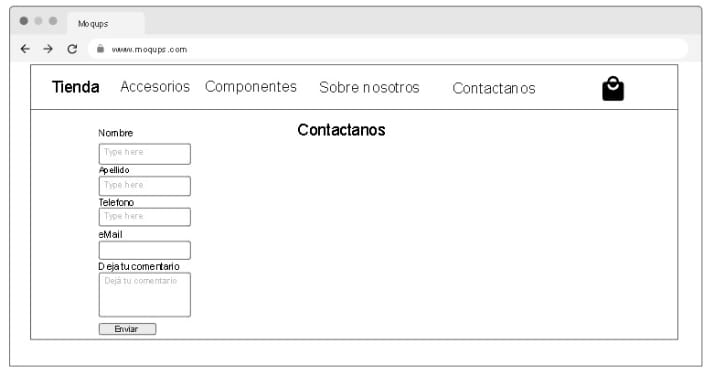 Moqups
www.moqups.com
Tienda Accesorios Componentes Sobre nosotros Contactanos
Contactanos
Nombre
Type here
Apellido
Type here
Telefono
Type here
eMail
Deja tu comentario
Deja tu comentario
Enviar